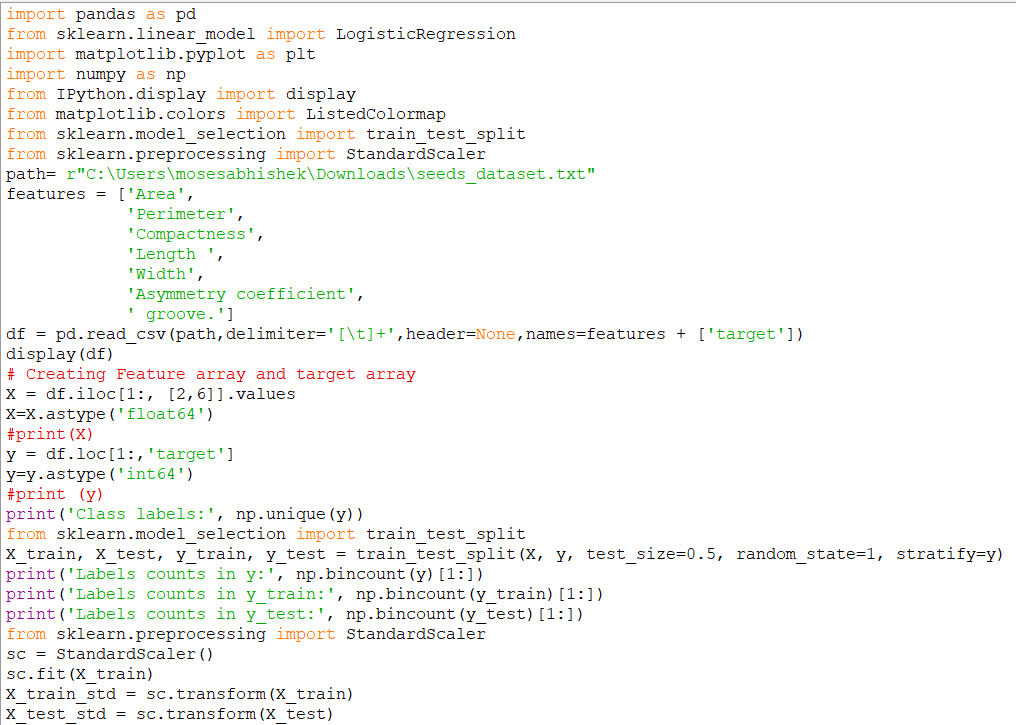 import pandas as pd
from sklearn.linear_model import LogisticRegression
import matplotlib.pyplot as plt
import numpy as np
from IPython.display import display
from matplotlib.colors import ListedColormap
from sklearn.model_selection import train_test_split
from sklearn.preprocessing import StandardScaler
path= r"C:\Users\mosesabhishek\Downloads\seeds_dataset.txt"
features = ['Area',
            'Perimeter',
            'Compactness',
            'Length ',
            'Width',
            'Asymmetry coefficient',
            ' groove.']
df = pd.read_csv(path,delimiter='[\t]+',header=None,names=features + ['target'])
display(df)
# Creating Feature array and target array
X = df.iloc[1:, [2,6]].values
X=X.astype('float64')
#print(X)
y = df.loc[1:,'target']
y=y.astype('int64')
#print (y)
print('Class labels:', np.unique(y))
from sklearn.model_selection import train_test_split
X_train, X_test, y_train, y_test = train_test_split(X, y, test_size=0.5, random_state=1, stratify=y)
print('Labels counts in y:', np.bincount(y)[1:])
print('Labels counts in y_train:', np.bincount(y_train)[1:])
print('Labels counts in y_test:', np.bincount(y_test)[1:])
from sklearn.preprocessing import StandardScaler
sc = StandardScaler()
sc.fit(X_train)
X_train_std = sc.transform(X_train)
X_test_std = sc.transform(X_test)